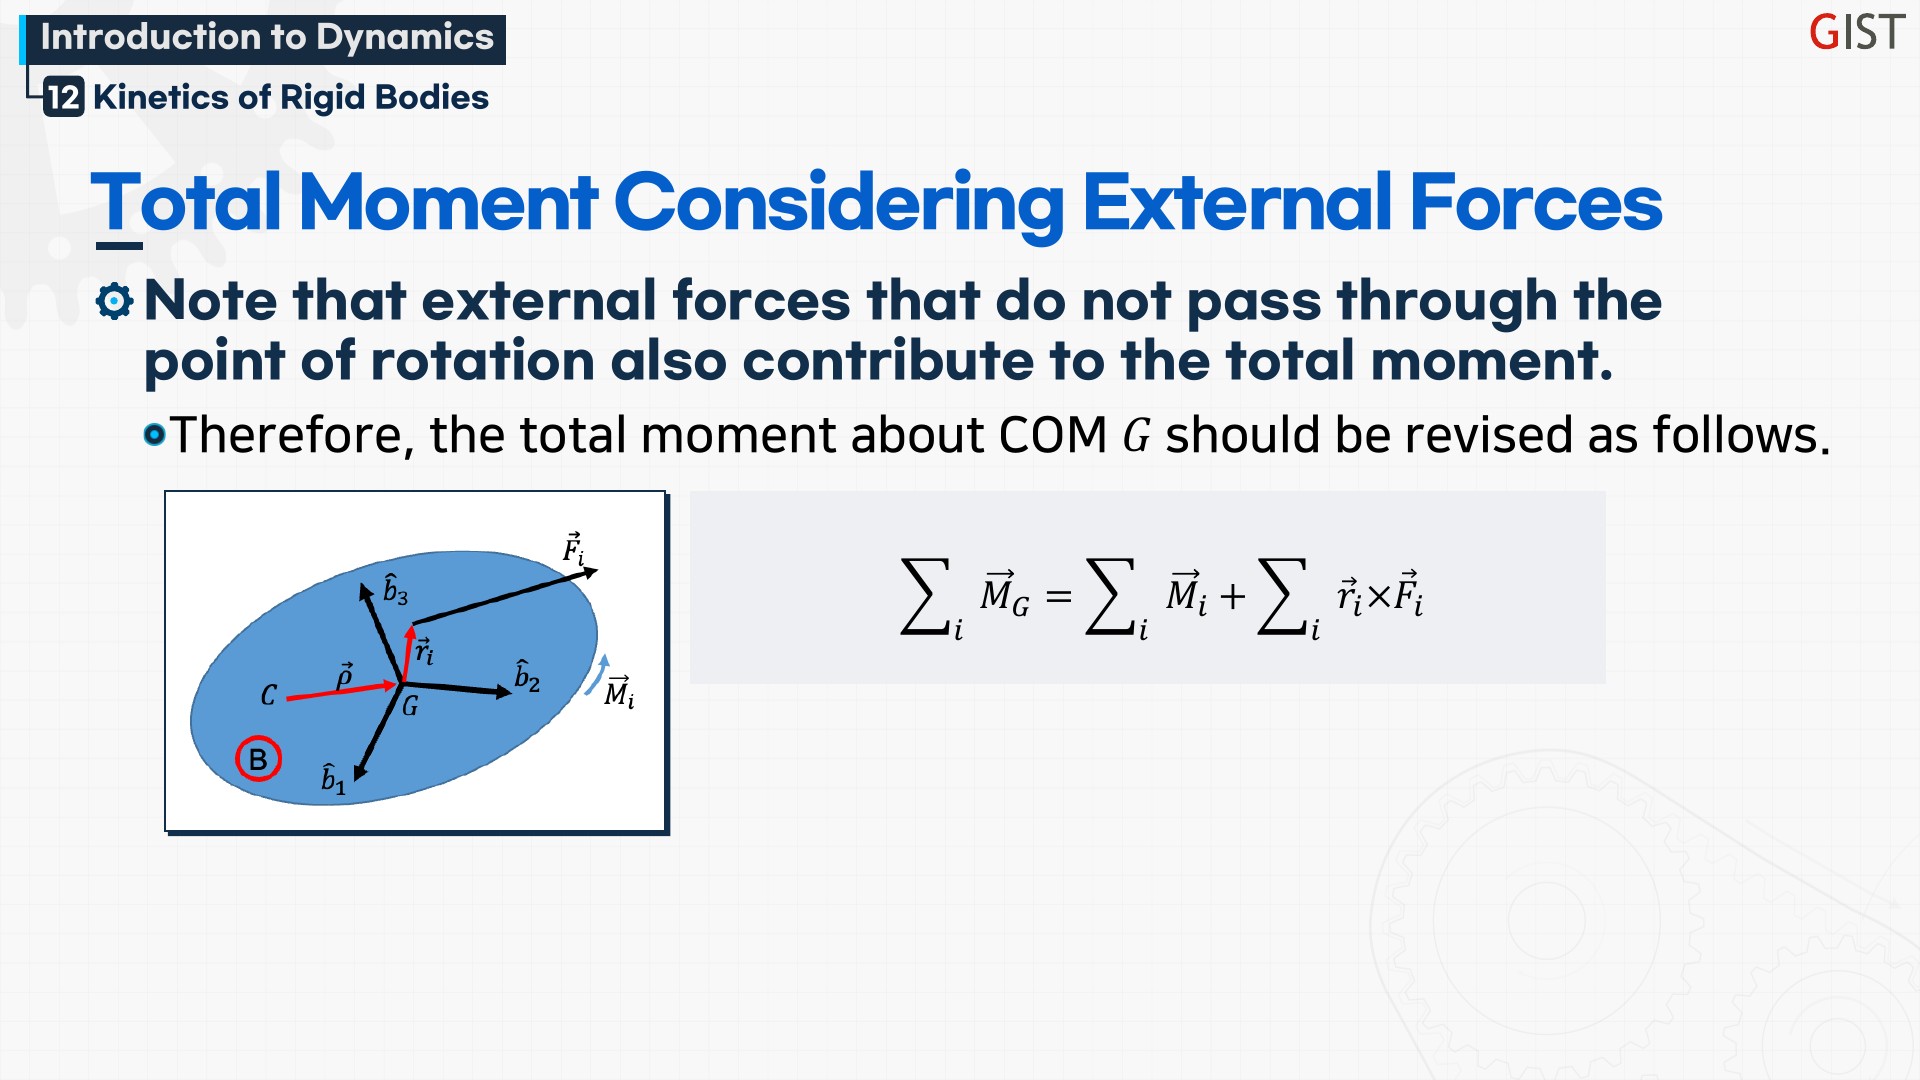 Introduction to Dynamics
GIST
12 Kinetics of Rigid Bodies
Total Moment Considering External Forces
Note that external forces that do not pass through the
point of rotation also contribute to the total moment.
Therefore, the total moment about COM G should be revised as follows.
F⃗ᵢ
b̂₃
r⃗ᵢ
ρ⃗
C
G
b̂₂
M⃗ᵢ
B
b̂₁
∑ᵢ M⃗_G = ∑ᵢ M⃗ᵢ + ∑ᵢ r⃗ᵢ×F⃗ᵢ